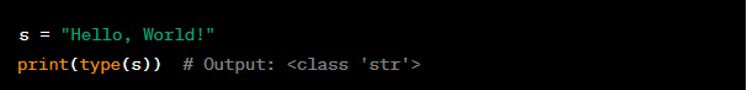 s = "Hello, World!"
print(type(s))  # Output: <class 'str'>